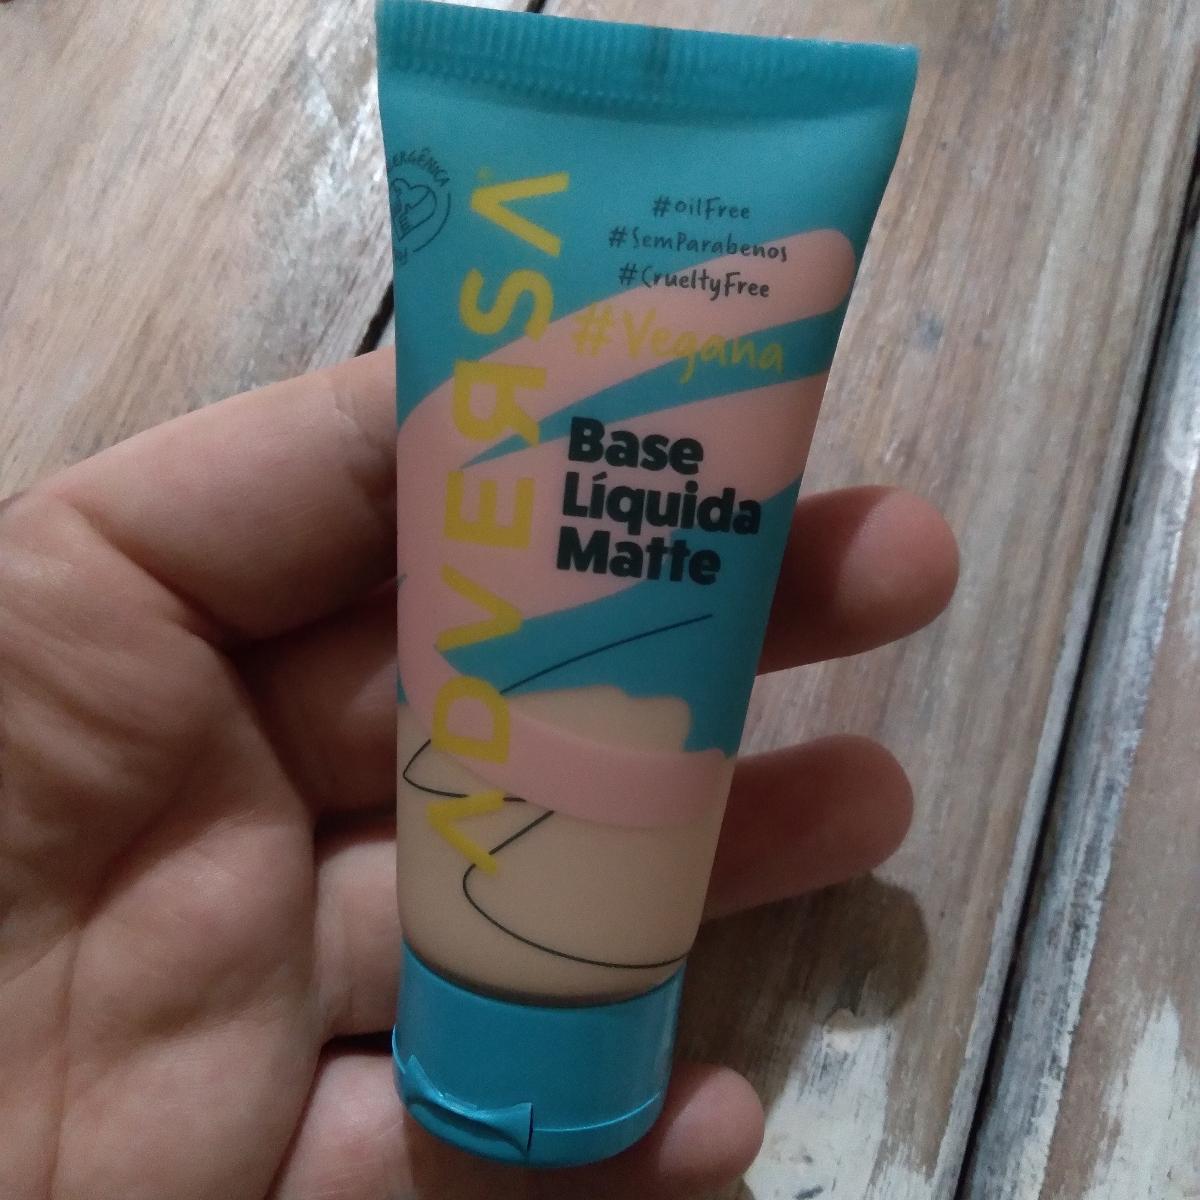 ADVERSA
#oilFree
#SemParabenos
#CrueltyFree
#Vegana
Base
Líquida
Matte